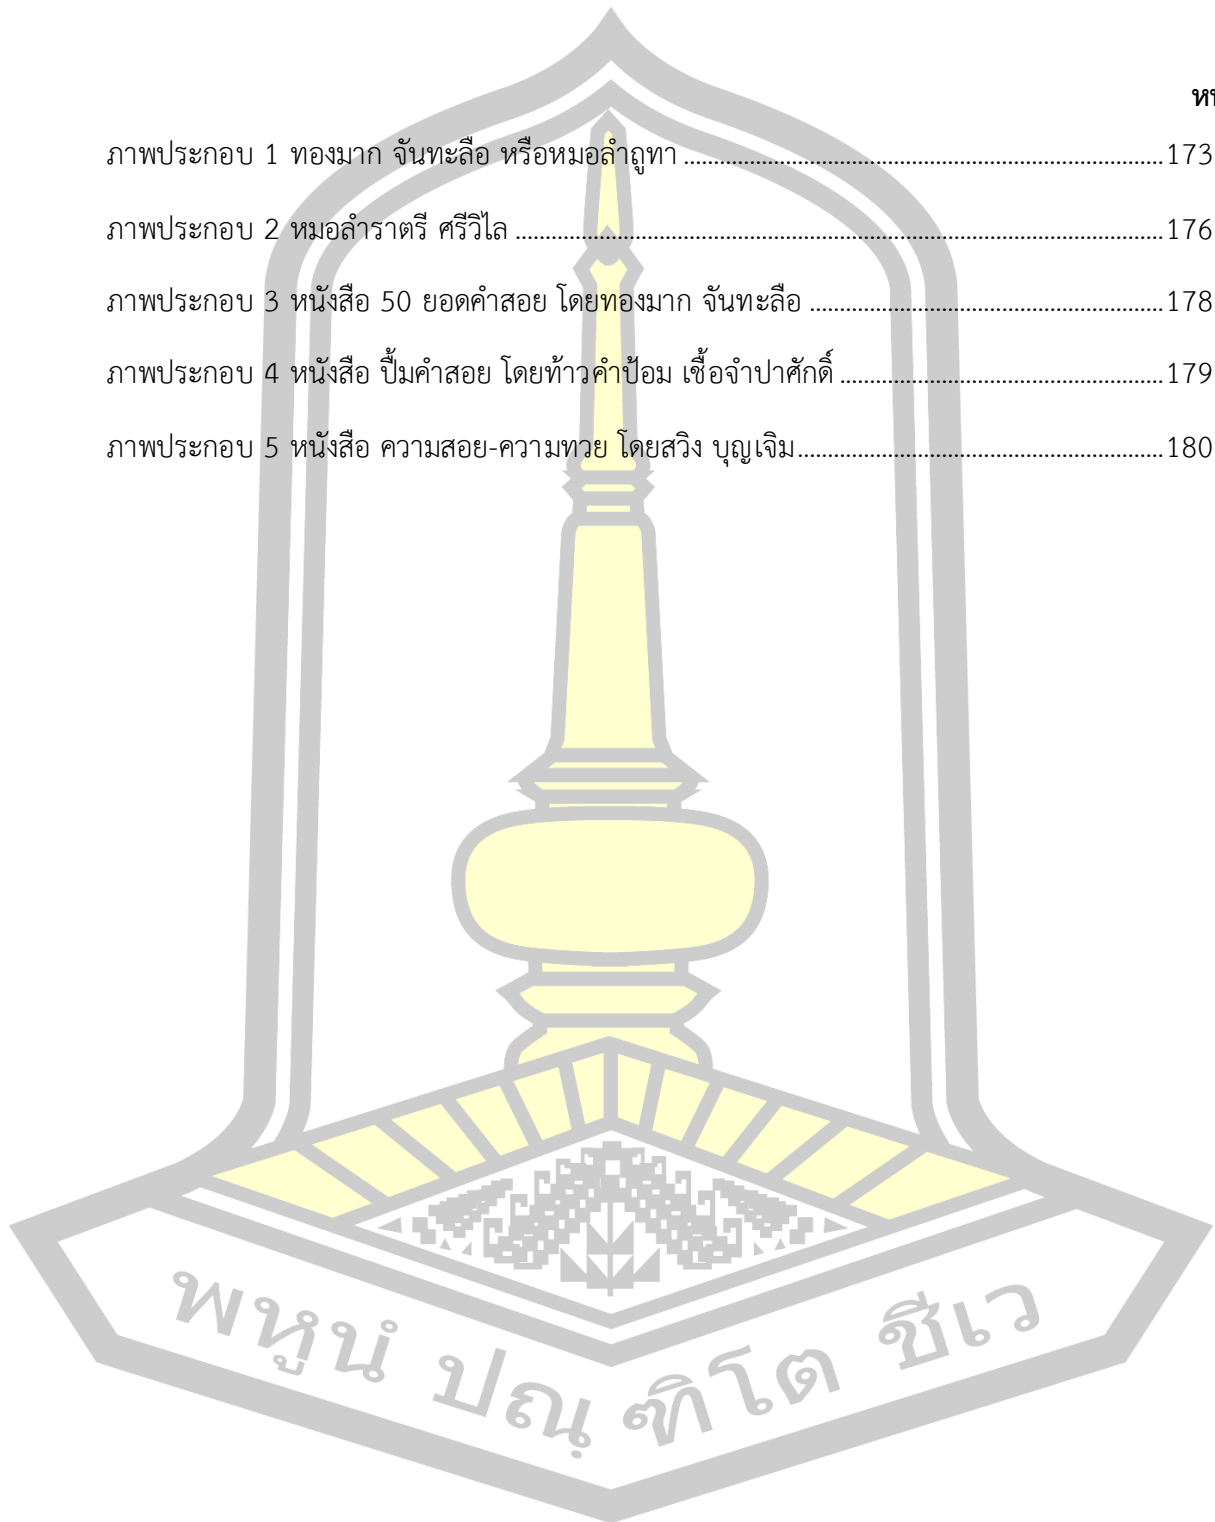 ภาพประกอบ 1 ทองมาก จันทะลือ หรือหมอลำถูทา ........ 173
ภาพประกอบ 2 หมอลำราตรี ศรีวิไล ........ 176
ภาพประกอบ 3 หนังสือ 50 ยอดคำสอย โดยทองมาก จันทะลือ ........ 178
ภาพประกอบ 4 หนังสือ ปื้มคำสอย โดยท้าวคำป้อม เชื้อจำปาศักดิ์ ........ 179
ภาพประกอบ 5 หนังสือ ความสอย-ความทวย โดยสวิง บุญเจิม ........ 180
พหูนํ ปณฺฑิโต ชีเว